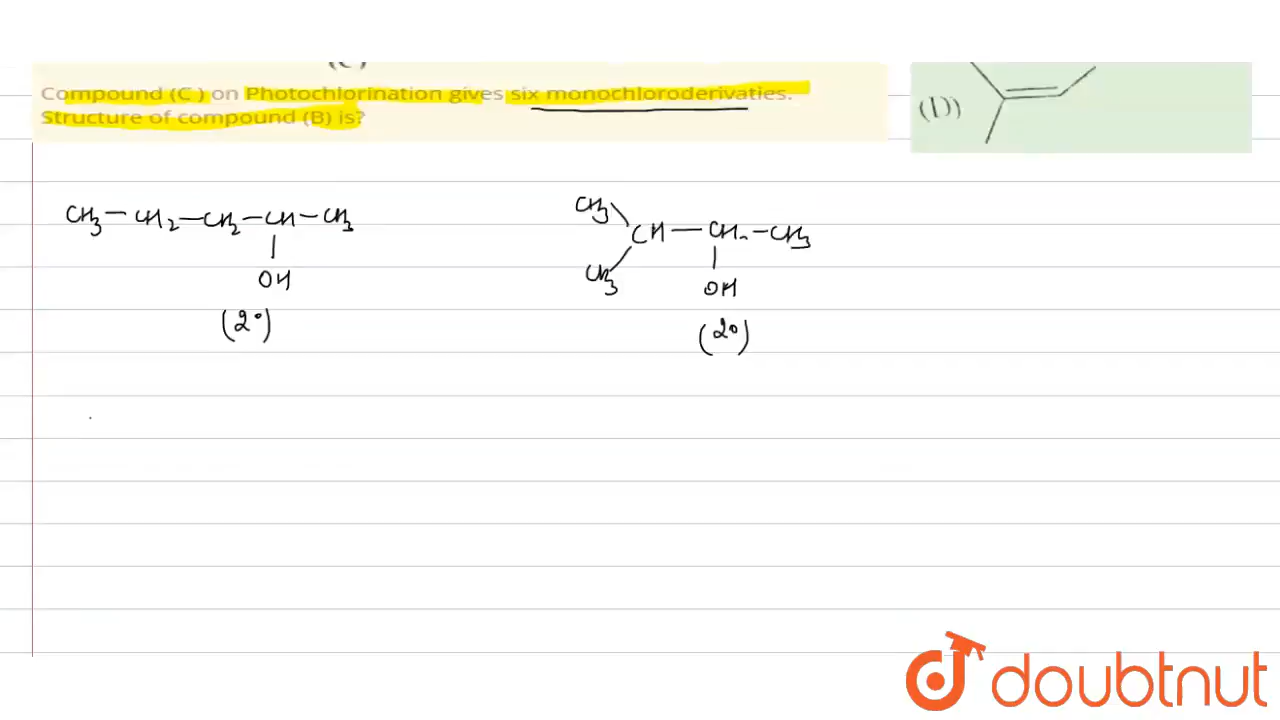 (C)
Compound (C ) on Photochlorination gives six monochloroderivaties.
Structure of compound (B) is?
(D)
CH3 — CH2 — CH2 — CH — CH3
OH
(2°)
CH3
CH — CH — CH3
CH3
OH
(2°)
doubtnut